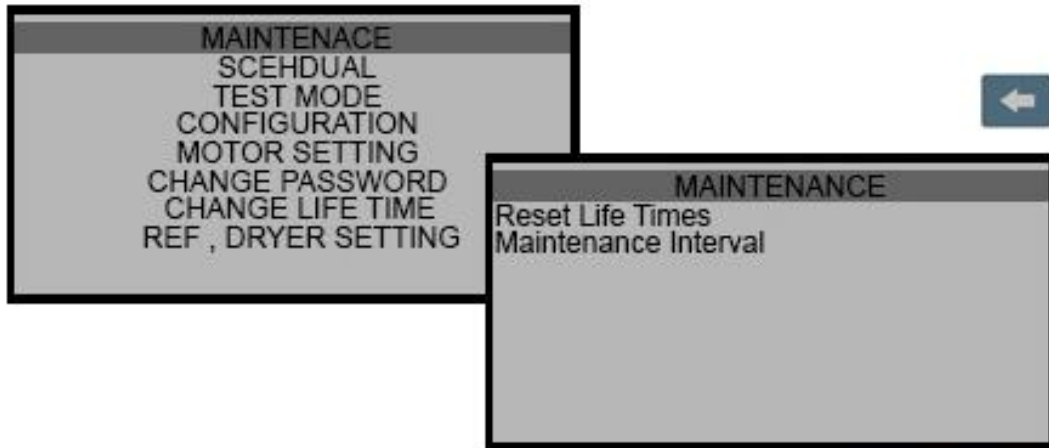 MAINTENACE
SCEHDUAL
TEST MODE
CONFIGURATION
MOTOR SETTING
CHANGE PASSWORD
CHANGE LIFE TIME
REF , DRYER SETTING
MAINTENANCE
Reset Life Times
Maintenance Interval